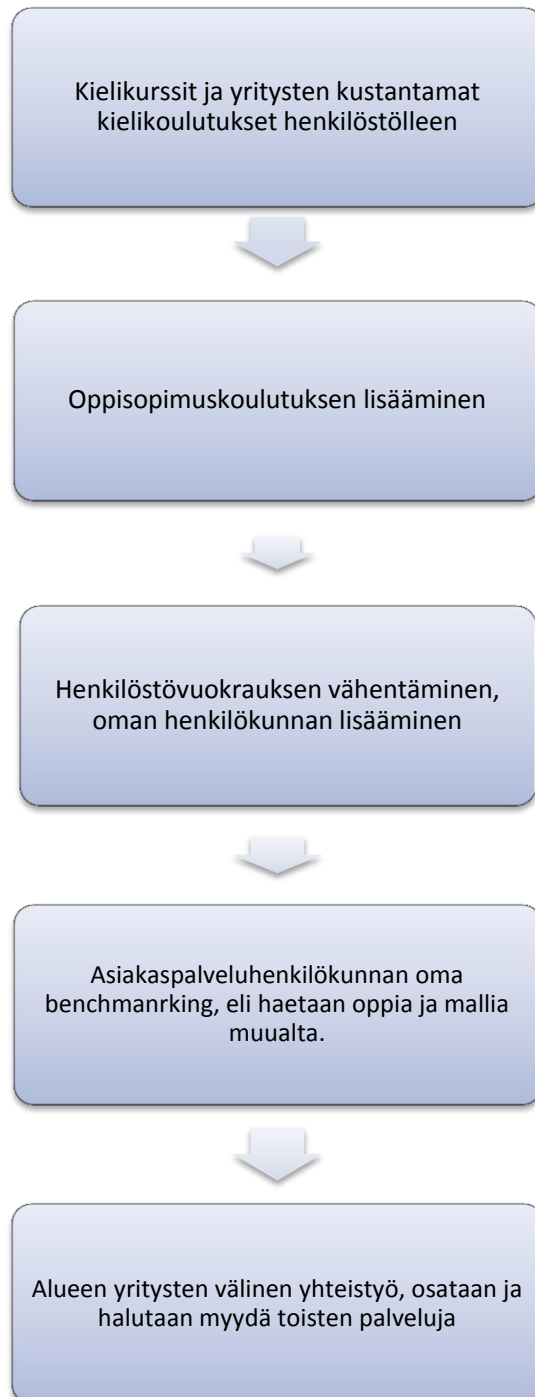 Kielikurssit ja yritysten kustantamat
kielikoulutukset henkilöstölleen
Oppisopimuskoulutuksen lisääminen
Henkilöstövuokrauksen vähentäminen,
oman henkilökunnan lisääminen
Asiakaspalveluhenkilökunnan oma
benchmanrking, eli haetaan oppia ja mallia
muualta.
Alueen yritysten välinen yhteistyö, osataan ja
halutaan myydä toisten palveluja